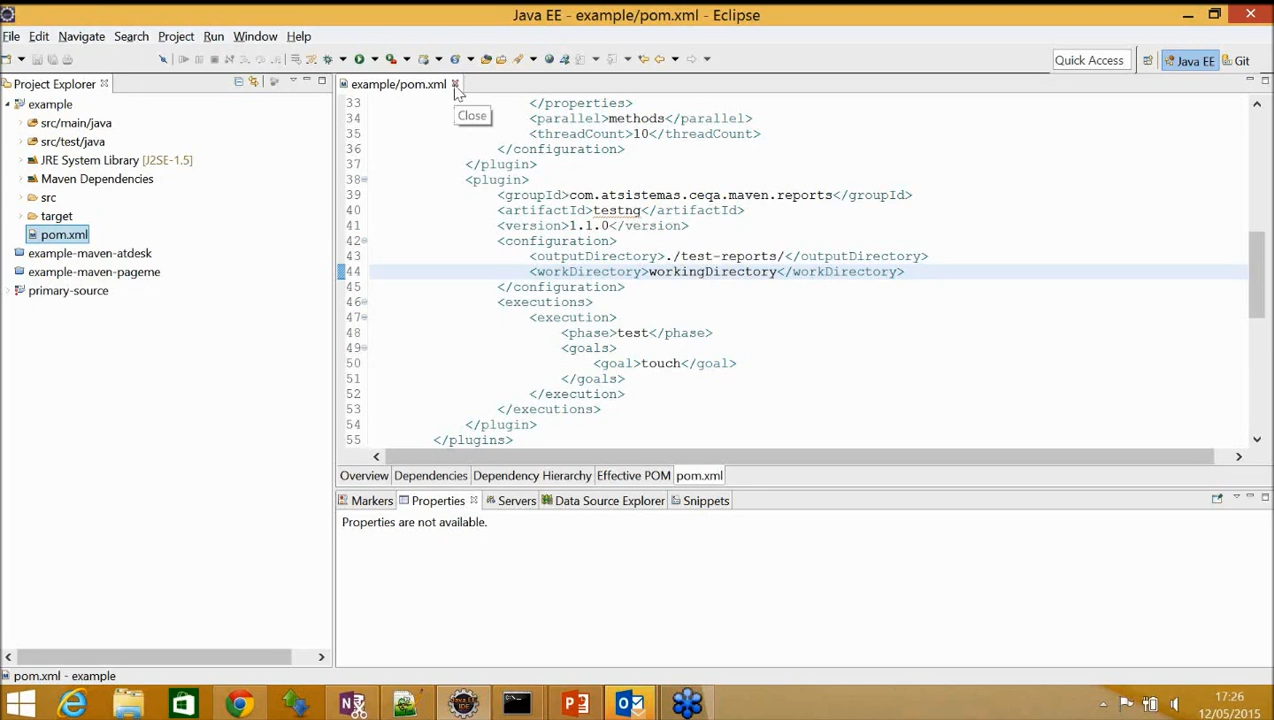 Java EE - example/pom.xml - Eclipse
File Edit Navigate Search Project Run Window Help
Quick Access
Java EE
Git
Project Explorer
example
src/main/java
src/test/java
JRE System Library [J2SE-1.5]
Maven Dependencies
src
target
pom.xml
example-maven-atdesk
example-maven-pageme
primary-source
example/pom.xml
Close
33 </properties>
34 <parallel>methods</parallel>
35 <threadCount>10</threadCount>
36 </configuration>
37 </plugin>
38 <plugin>
39 <groupId>com.atsistemas.ceqa.maven.reports</groupId>
40 <artifactId>testng</artifactId>
41 <version>1.1.0</version>
42 <configuration>
43 <outputDirectory>./test-reports/</outputDirectory>
44 <workDirectory>workingDirectory</workDirectory>
45 </configuration>
46 <executions>
47 <execution>
48 <phase>test</phase>
49 <goals>
50 <goal>touch</goal>
51 </goals>
52 </execution>
53 </executions>
54 </plugin>
55 </plugins>
Overview Dependencies Dependency Hierarchy Effective POM pom.xml
Markers Properties Servers Data Source Explorer Snippets
Properties are not available.
pom.xml - example
17:26
12/05/2015